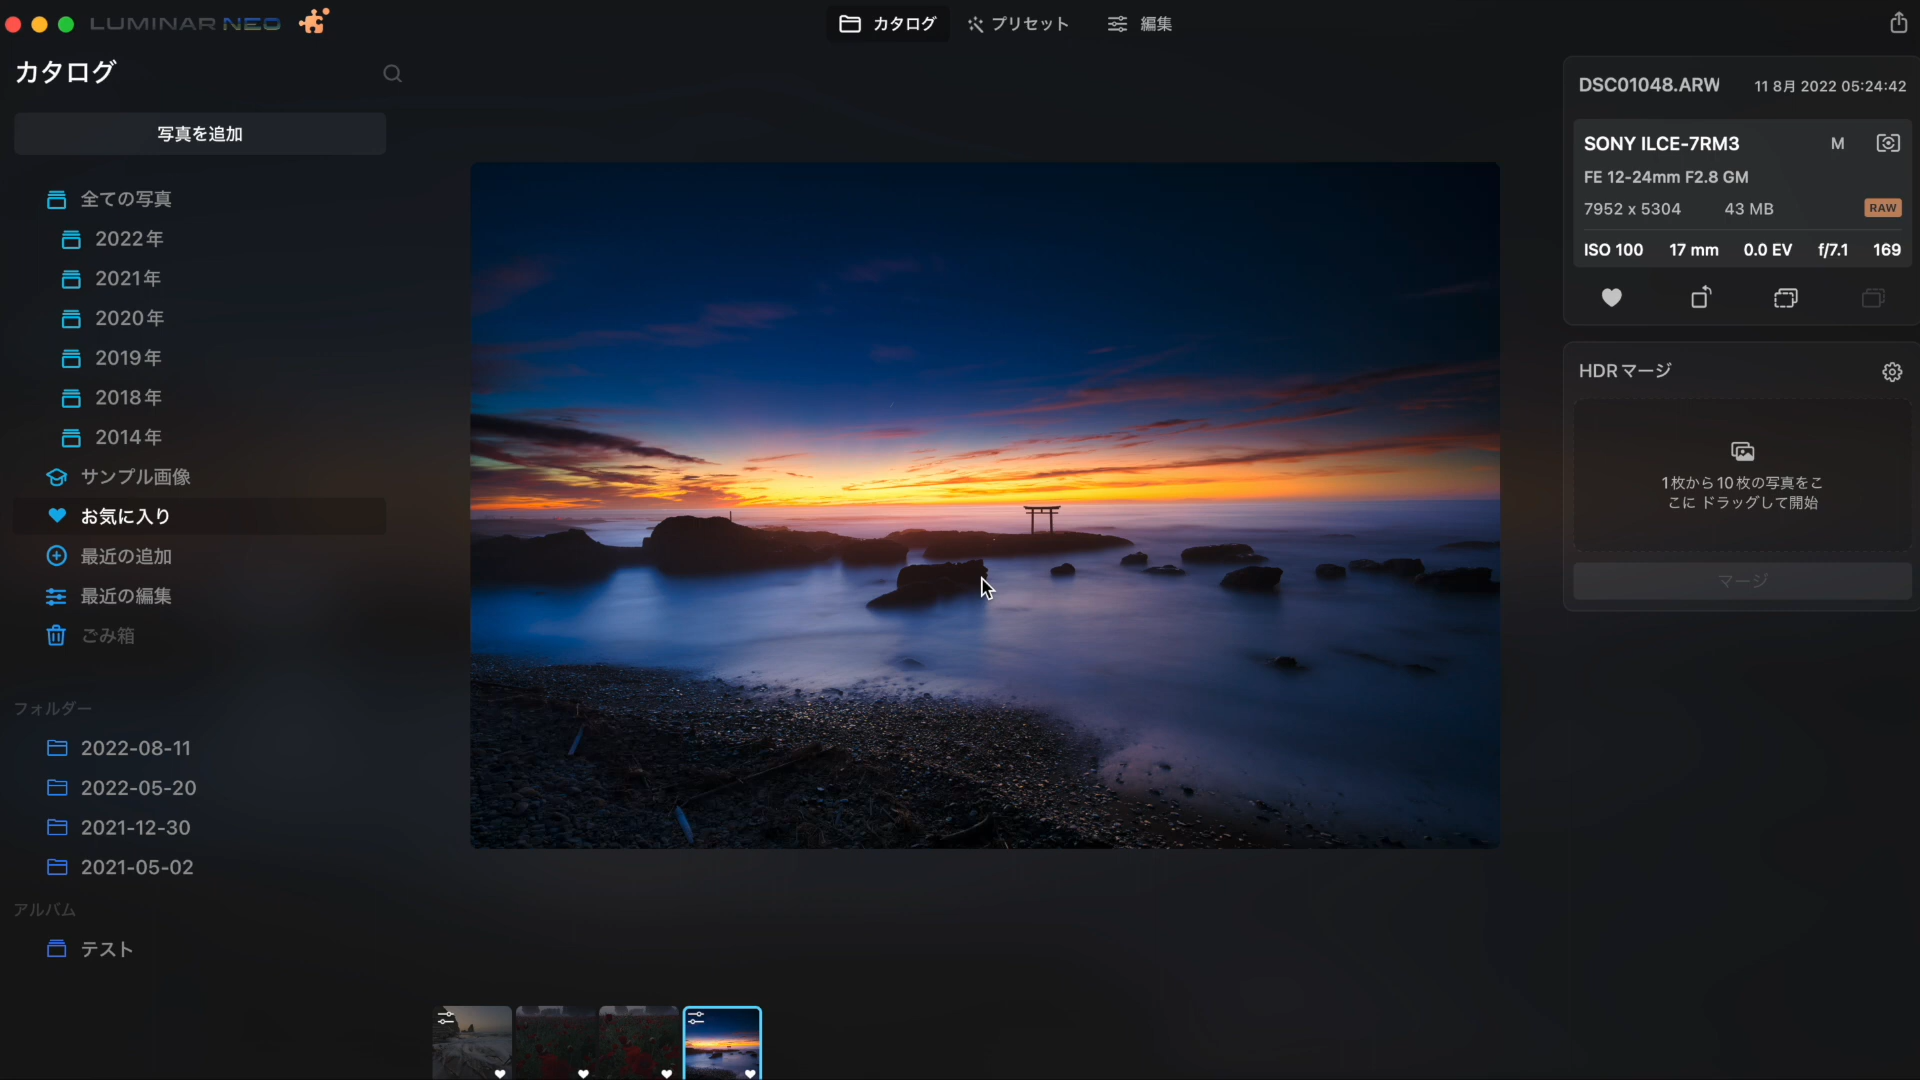 LUMINAR NEO
カタログ
プリセット
編集
カタログ
写真を追加
全ての写真
2022年
2021年
2020年
2019年
2018年
2014年
サンプル画像
お気に入り
最近の追加
最近の編集
ごみ箱
フォルダー
2022-08-11
2022-05-20
2021-12-30
2021-05-02
アルバム
テスト
DSC01048.ARW 11 8月 2022 05:24:42
SONY ILCE-7RM3 M
FE 12-24mm F2.8 GM
7952 x 5304 43 MB RAW
ISO 100 17 mm 0.0 EV f/7.1 169
HDRマージ
1枚から10枚の写真をこ
こに ドラッグして開始
マージ